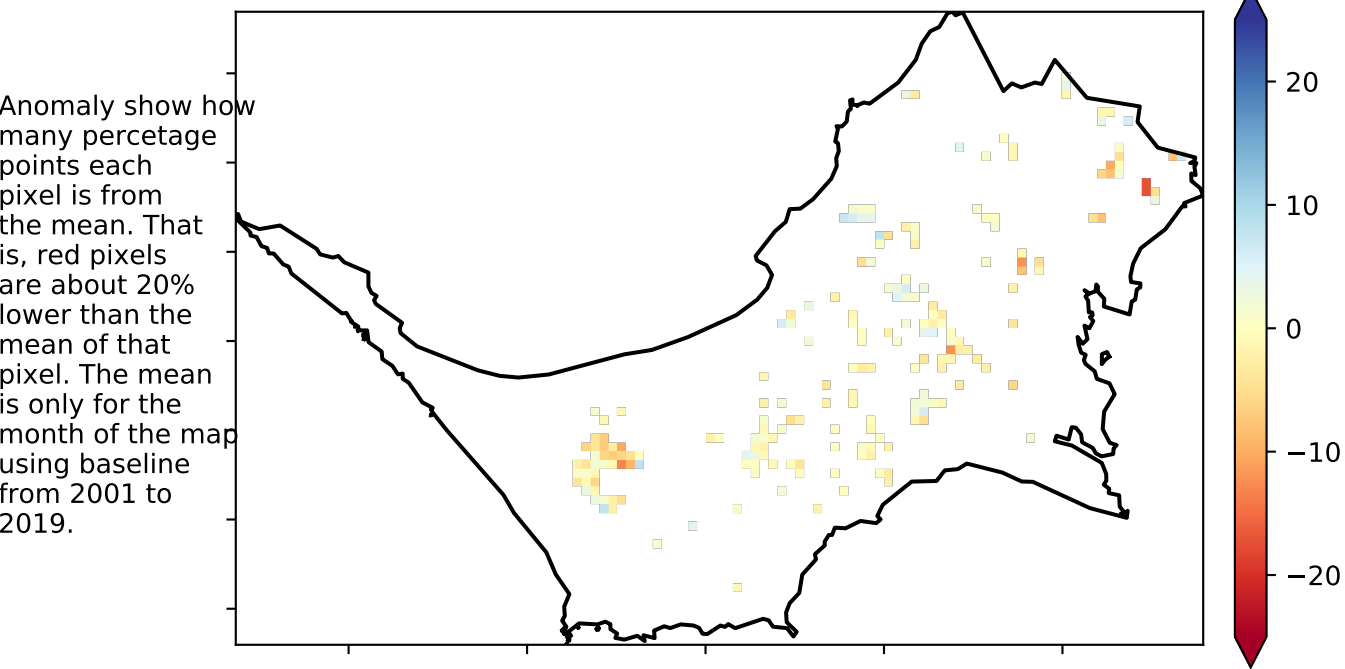 Anomaly show how
many percetage
points each
pixel is from
the mean. That
is, red pixels
are about 20%
lower than the
mean of that
pixel. The mean
is only for the
month of the map
using baseline
from 2001 to
2019.
20
10
0
−10
−20